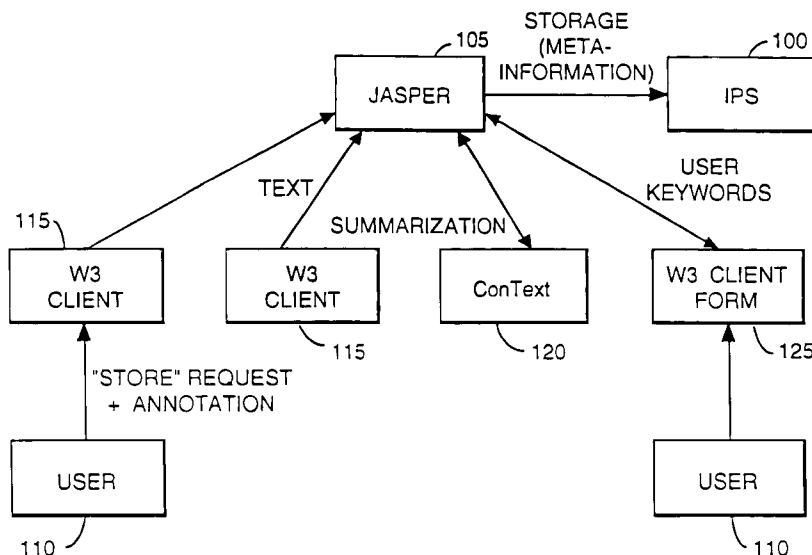 105
STORAGE
(META-
INFORMATION)
100
JASPER
IPS
TEXT
USER
KEYWORDS
SUMMARIZATION
115
W3
CLIENT
W3
CLIENT
ConText
W3 CLIENT
FORM
115
120
125
"STORE" REQUEST
+ ANNOTATION
USER
USER
110
110